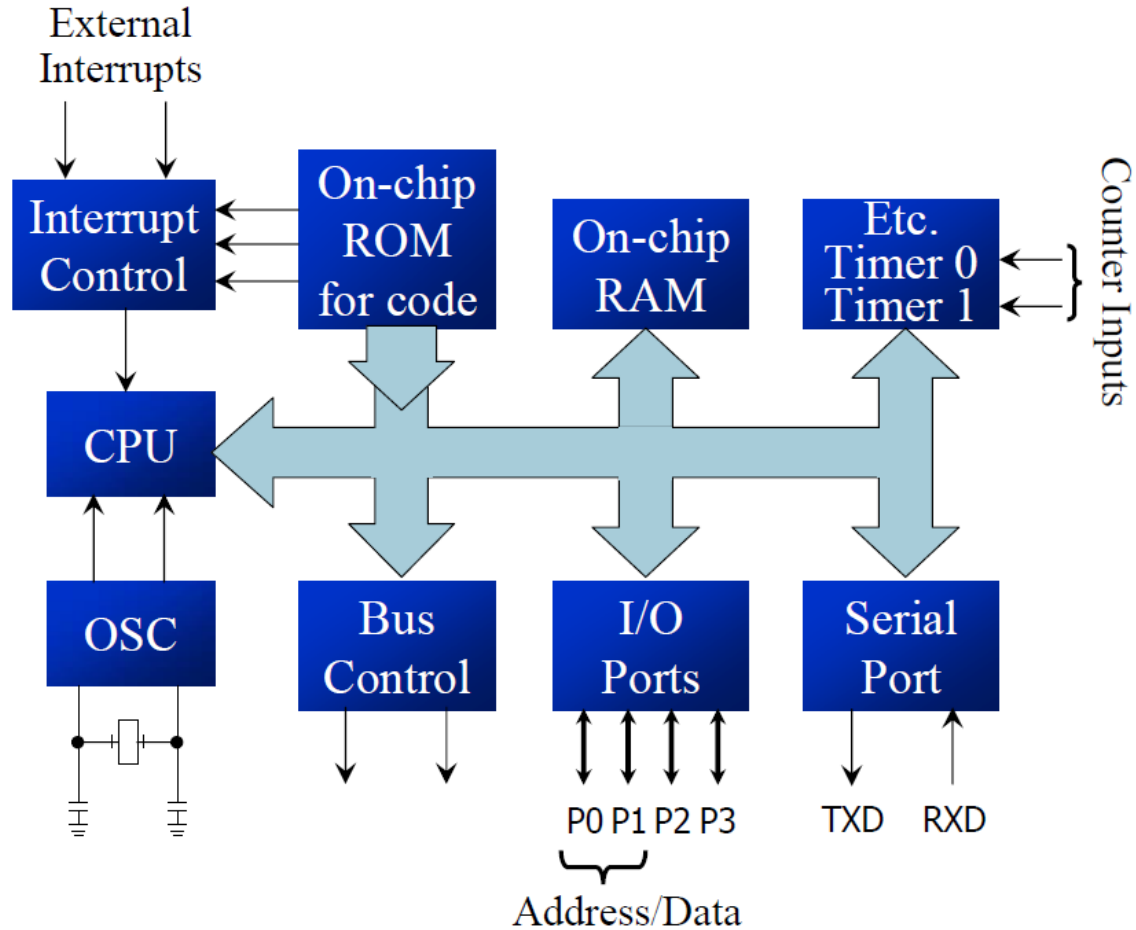 External
Interrupts
Interrupt
Control
On-chip
ROM
for code
On-chip
RAM
Etc.
Timer 0
Timer 1
Counter Inputs
CPU
OSC
Bus
Control
I/O
Ports
Serial
Port
P0 P1 P2 P3
TXD RXD
Address/Data